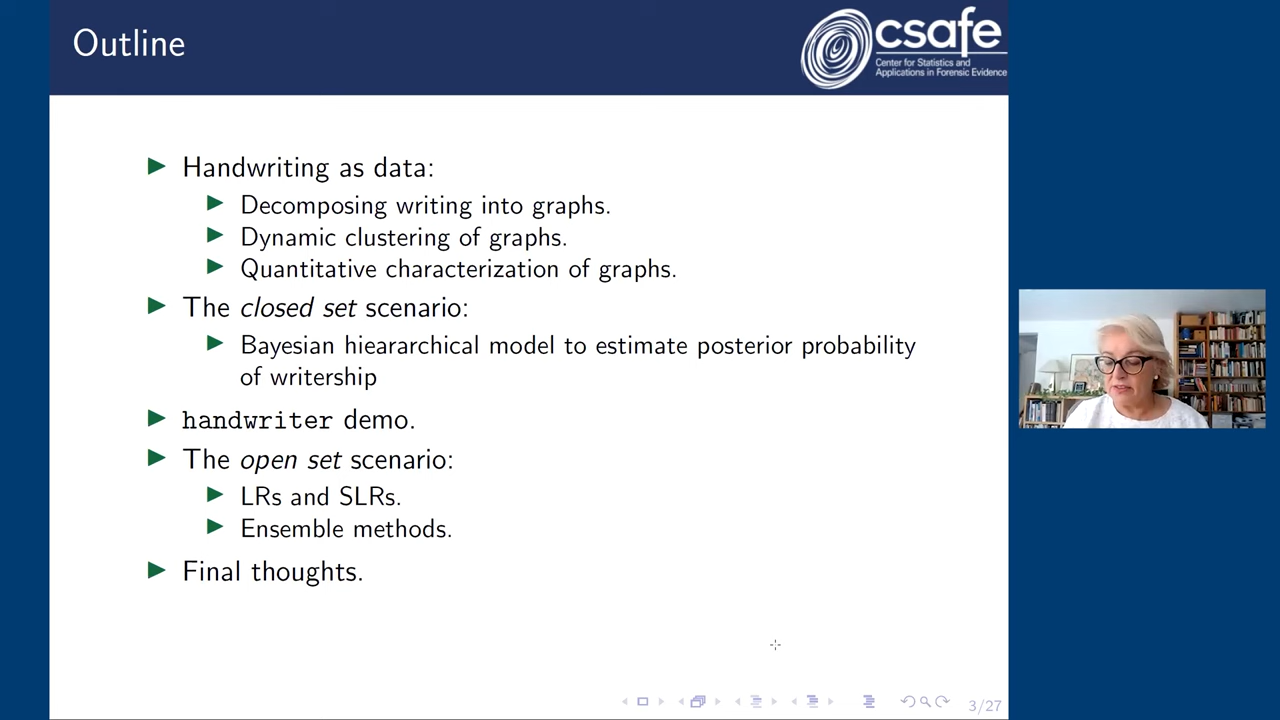 Outline
csafe
Center for Statistics and
Applications in Forensic Evidence
Handwriting as data:
Decomposing writing into graphs.
Dynamic clustering of graphs.
Quantitative characterization of graphs.
The closed set scenario:
Bayesian hieararchical model to estimate posterior probability
of writership
handwriter demo.
The open set scenario:
LRs and SLRs.
Ensemble methods.
Final thoughts.
3/27